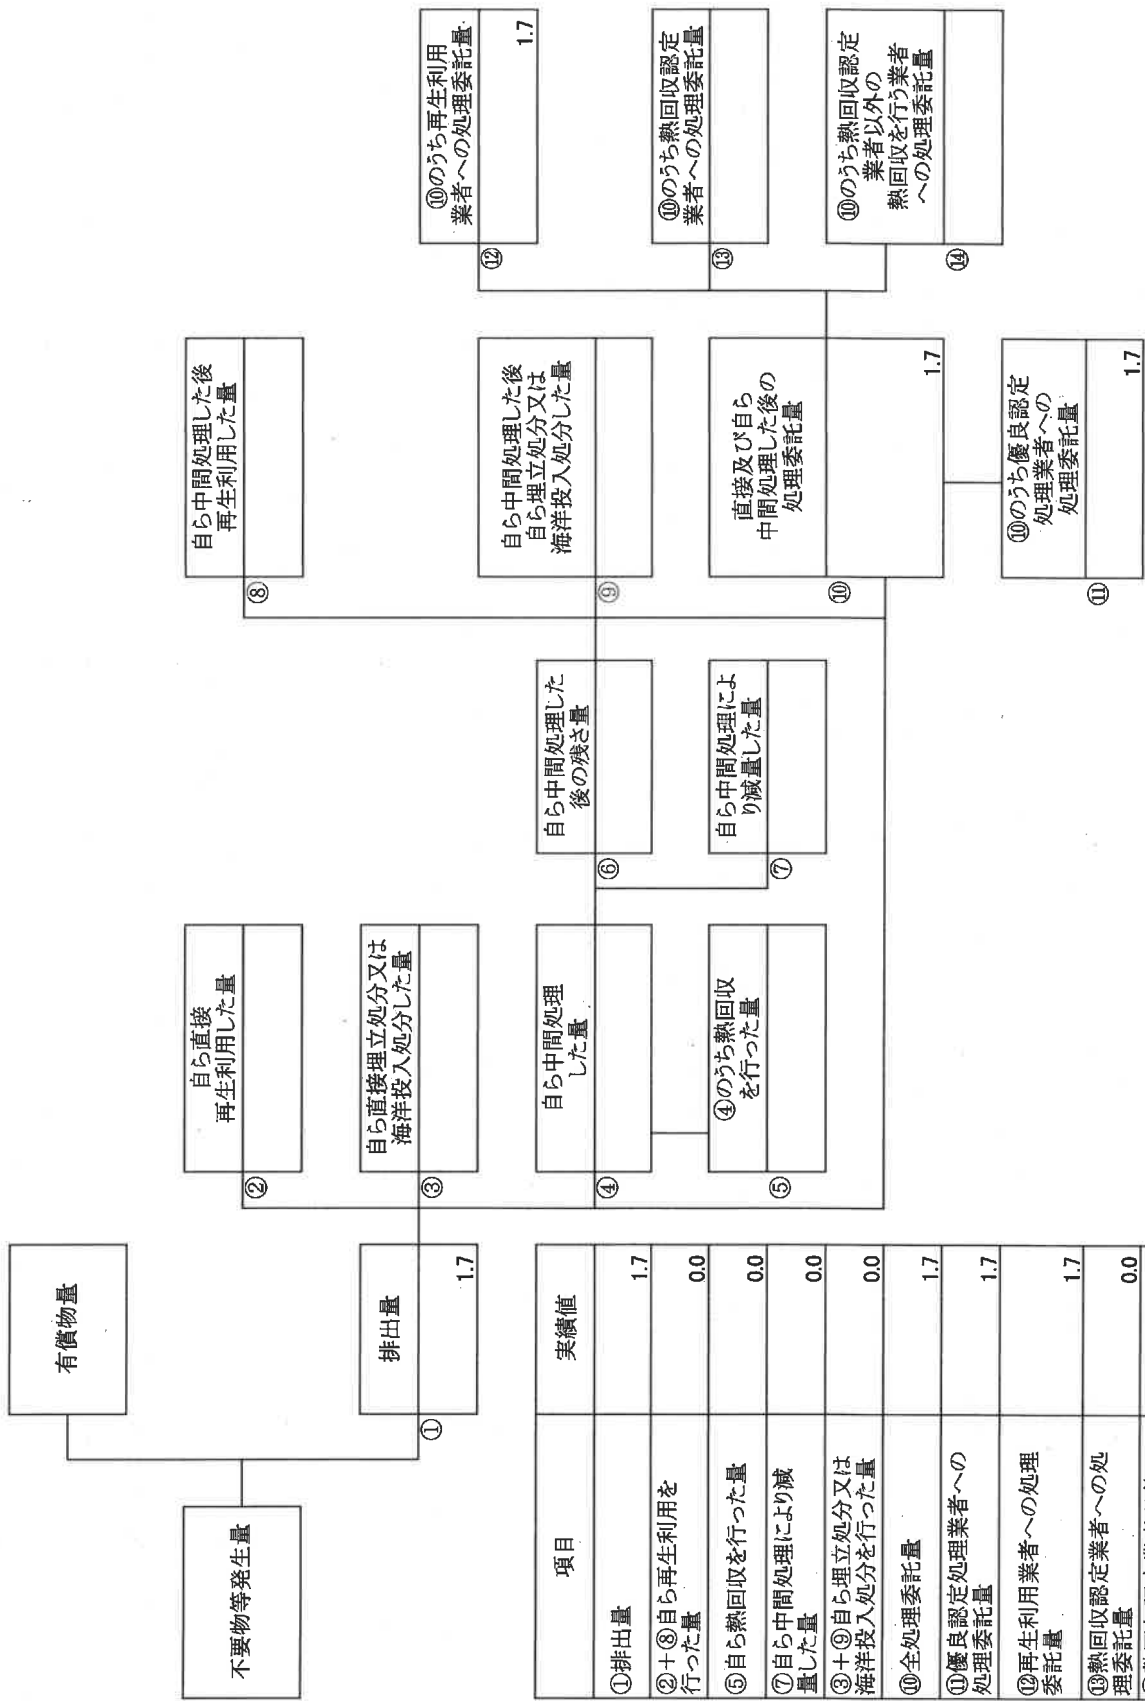 不要物等発生量
有償物量
排出量
①
1.7
②
自ら直接
再生利用した量
③
自ら直接埋立処分又は
海洋投入処分した量
④
自ら中間処理
した量
⑤
④のうち熱回収
を行った量
⑥
自ら中間処理した
後の残さ量
⑦
自ら中間処理によ
り減量した量
⑧
自ら中間処理した後
再生利用した量
⑨
自ら中間処理した後
自ら埋立処分又は
海洋投入処分した量
⑩
直接及び自ら
中間処理した後の
処理委託量
1.7
⑪
⑩のうち優良認定
処理業者への
処理委託量
1.7
⑫
⑩のうち再生利用
業者への処理委託量
1.7
⑬
⑩のうち熱回収認定
業者への処理委託量
⑭
⑩のうち熱回収認定
業者以外の
熱回収を行う業者
への処理委託量
項目 実績値
①排出量 1.7
②+⑧自ら再生利用を
行った量 0.0
⑤自ら熱回収を行った量 0.0
⑦自ら中間処理により減
量した量 0.0
③+⑨自ら埋立処分又は
海洋投入処分を行った量 0.0
⑩全処理委託量 1.7
⑪優良認定処理業者への
処理委託量 1.7
⑫再生利用業者への処理
委託量 1.7
⑬熱回収認定業者への処
理委託量 0.0